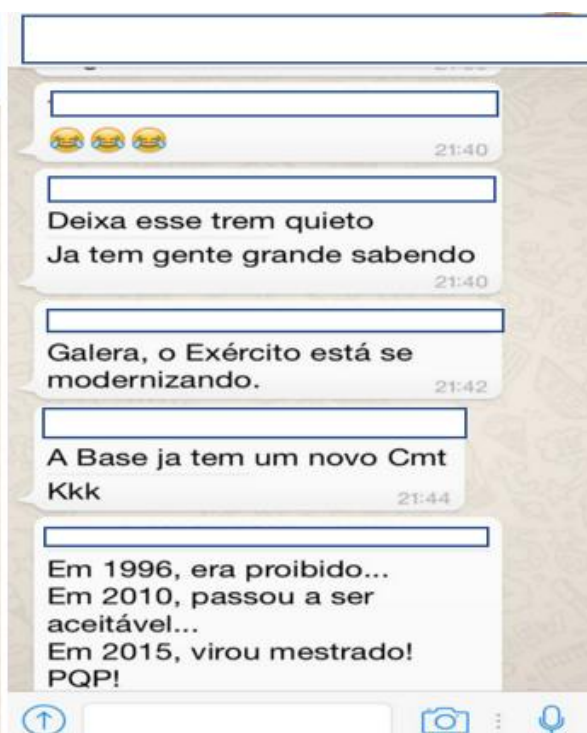 21:40
Deixa esse trem quieto
Ja tem gente grande sabendo
21:40
Galera, o Exército está se
modernizando.
21:42
A Base ja tem um novo Cmt
Kkk
21:44
Em 1996, era proibido...
Em 2010, passou a ser
aceitável...
Em 2015, virou mestrado!
PQP!